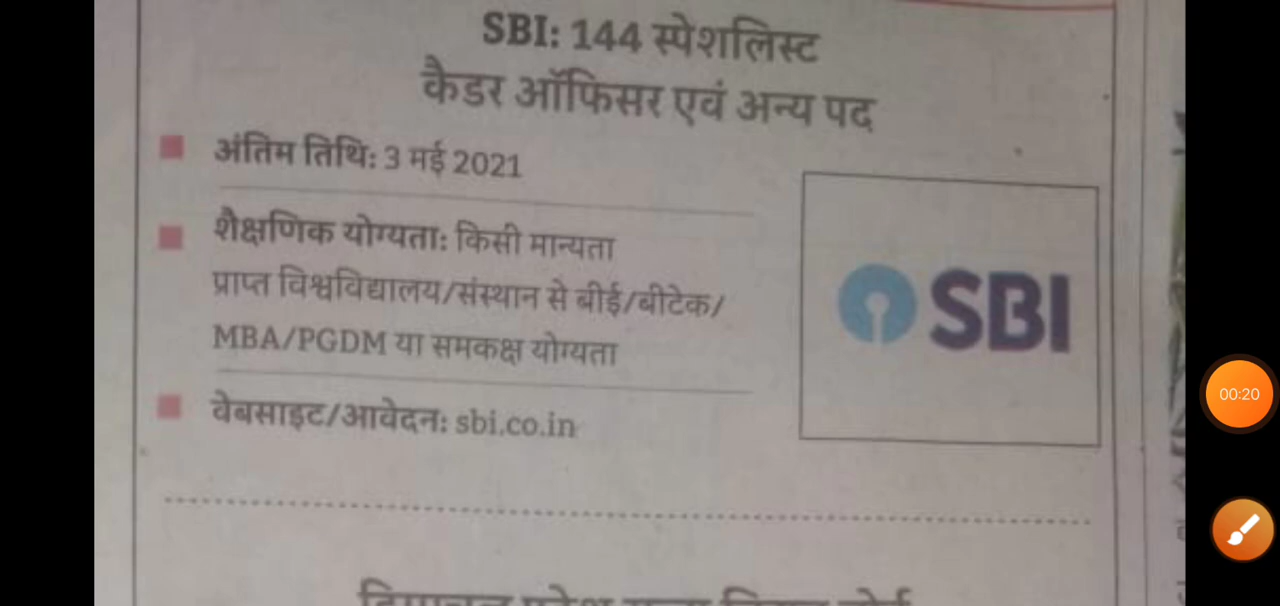 SBI: 144 स्पेशलिस्ट
कैडर ऑफिसर एवं अन्य पद
अंतिम तिथि: 3 मई 2021
शैक्षणिक योग्यता: किसी मान्यता
प्राप्त विश्वविद्यालय/संस्थान से बीई/बीटेक/
MBA/PGDM या समकक्ष योग्यता
वेबसाइट/आवेदन: sbi.co.in
SBI
00:20